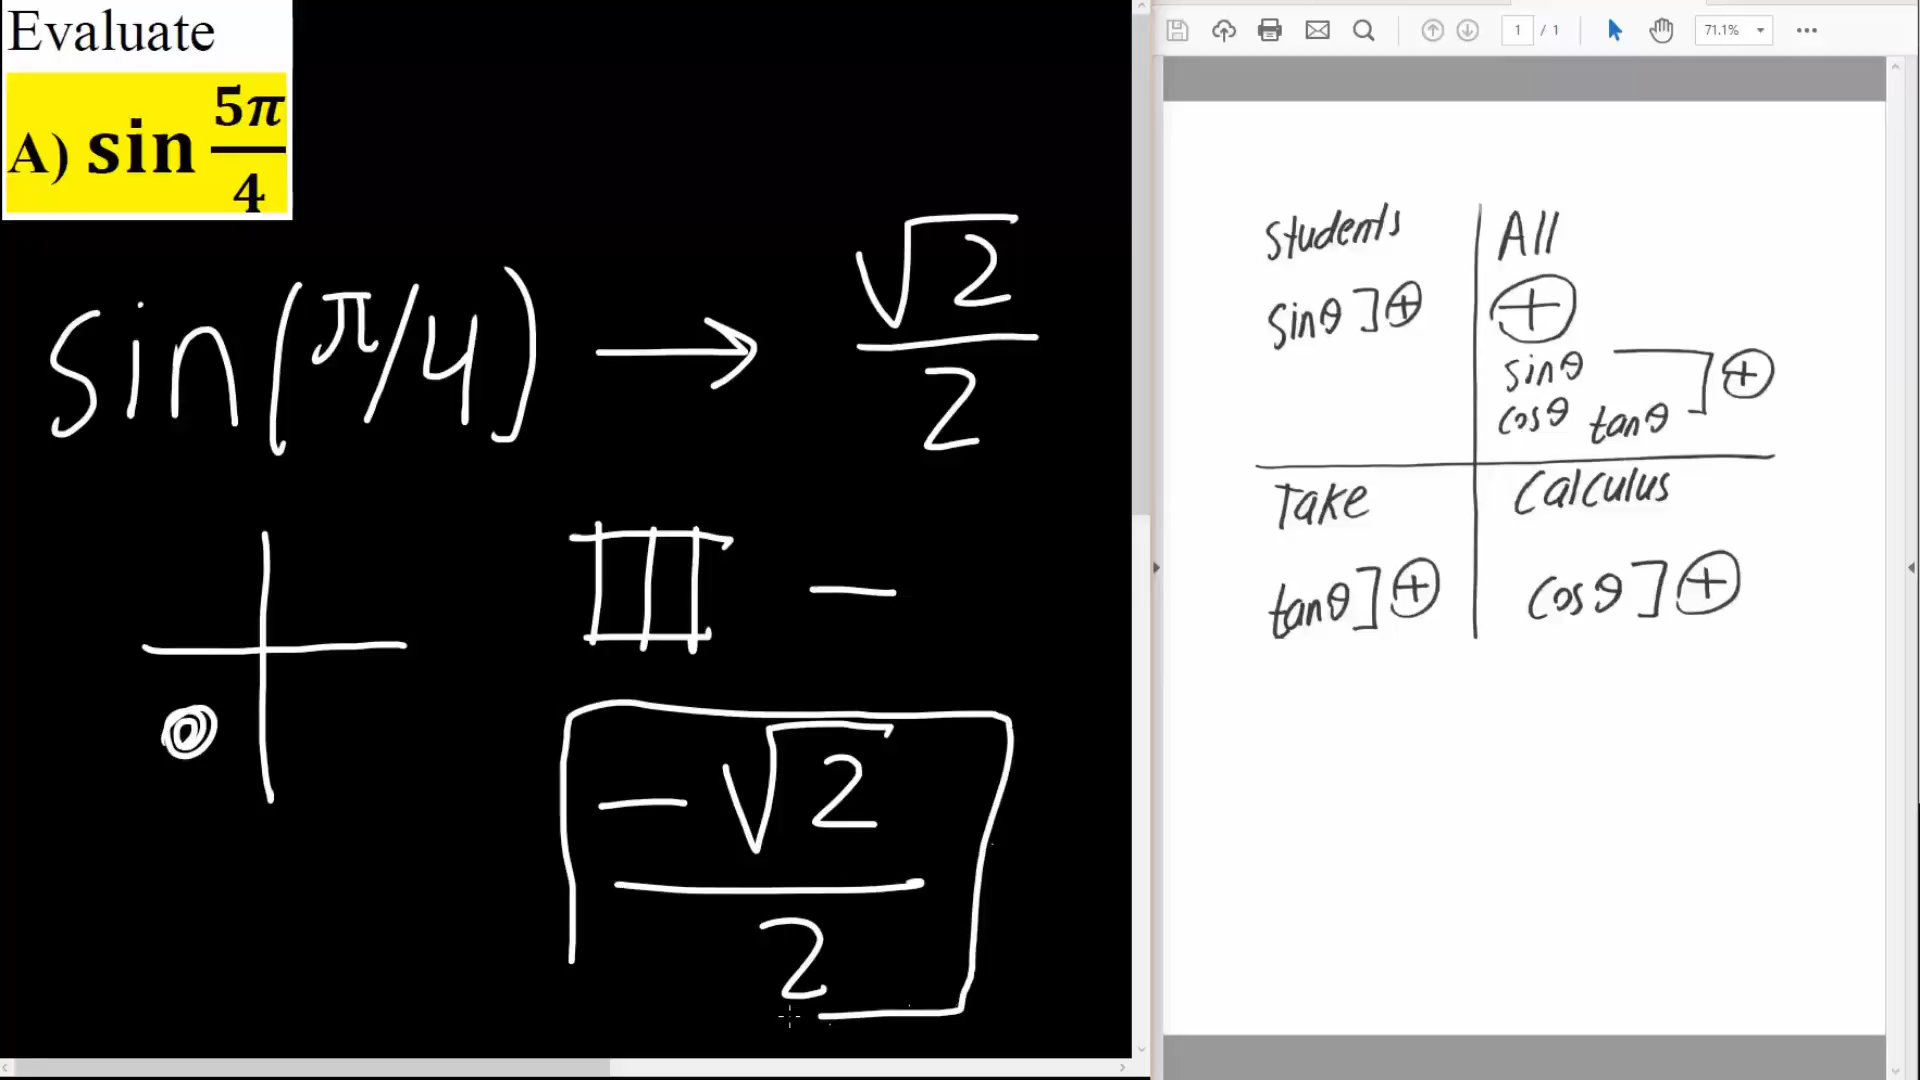 Evaluate
A) sin 5π/4
sin(π/4) → √2/2
III −
−√2/2
1 / 1
71.1%
Students
sinθ ] +
All
+
sinθ
cosθ tanθ ] +
Take
tanθ ] +
Calculus
cosθ ] +